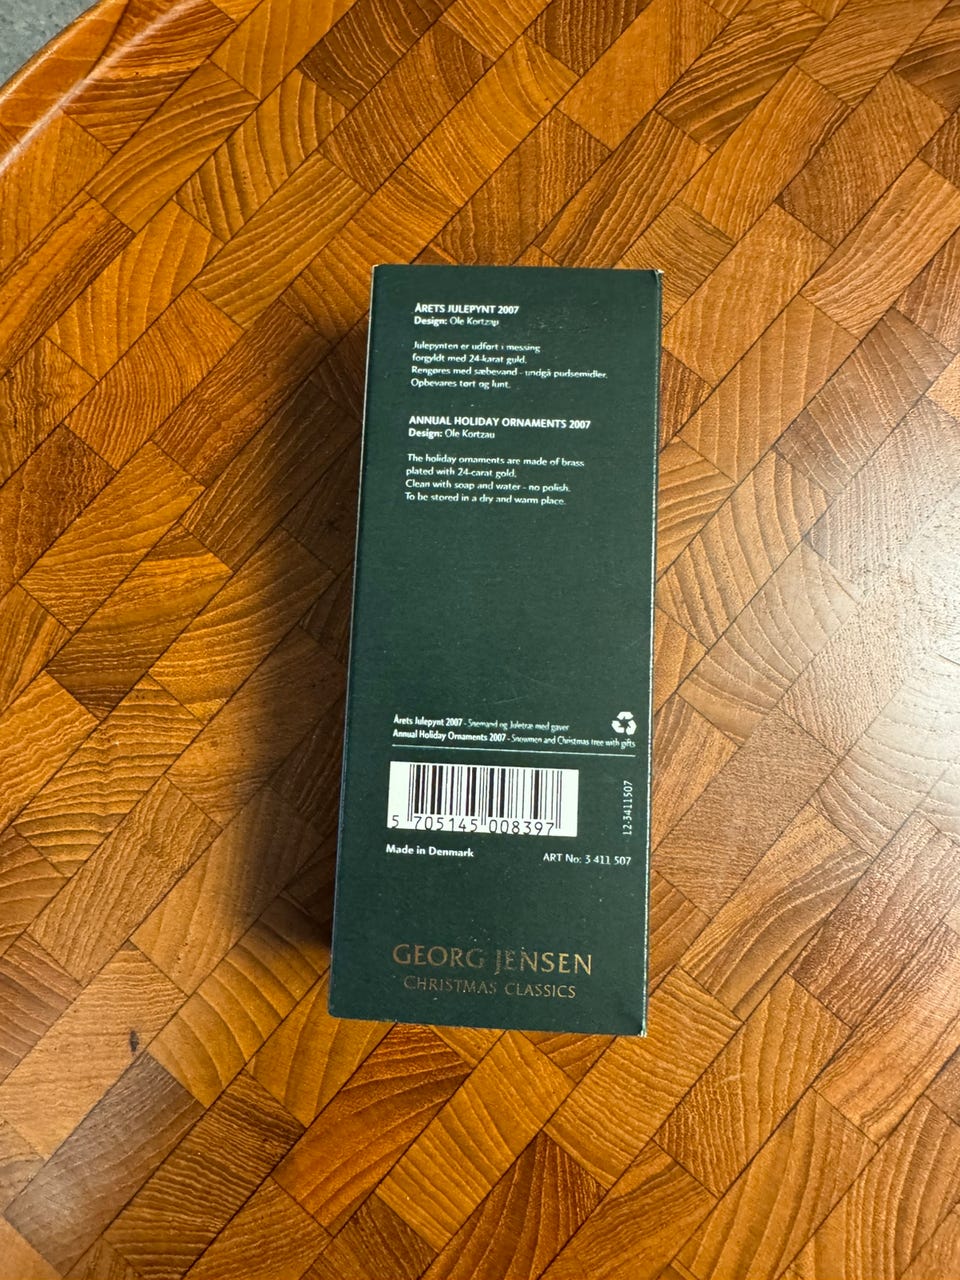 ÅRETS JULEPYNT 2007
Design: Ole Kortzau
Julepynten er udført i messing
forgyldt med 24-karat guld.
Rengøres med sæbevand - undgå pudsemidler.
Opbevares tørt og lunt.
ANNUAL HOLIDAY ORNAMENTS 2007
Design: Ole Kortzau
The holiday ornaments are made of brass
plated with 24-carat gold.
Clean with soap and water - no polish.
To be stored in a dry and warm place.
Årets Julepynt 2007 - Snemand og Juletræ med gaver
Annual Holiday Ornaments 2007 - Snowmen and Christmas tree with gifts
5 705145 008397
12-3411507
Made in Denmark
ART No: 3 411 507
GEORG JENSEN
CHRISTMAS CLASSICS